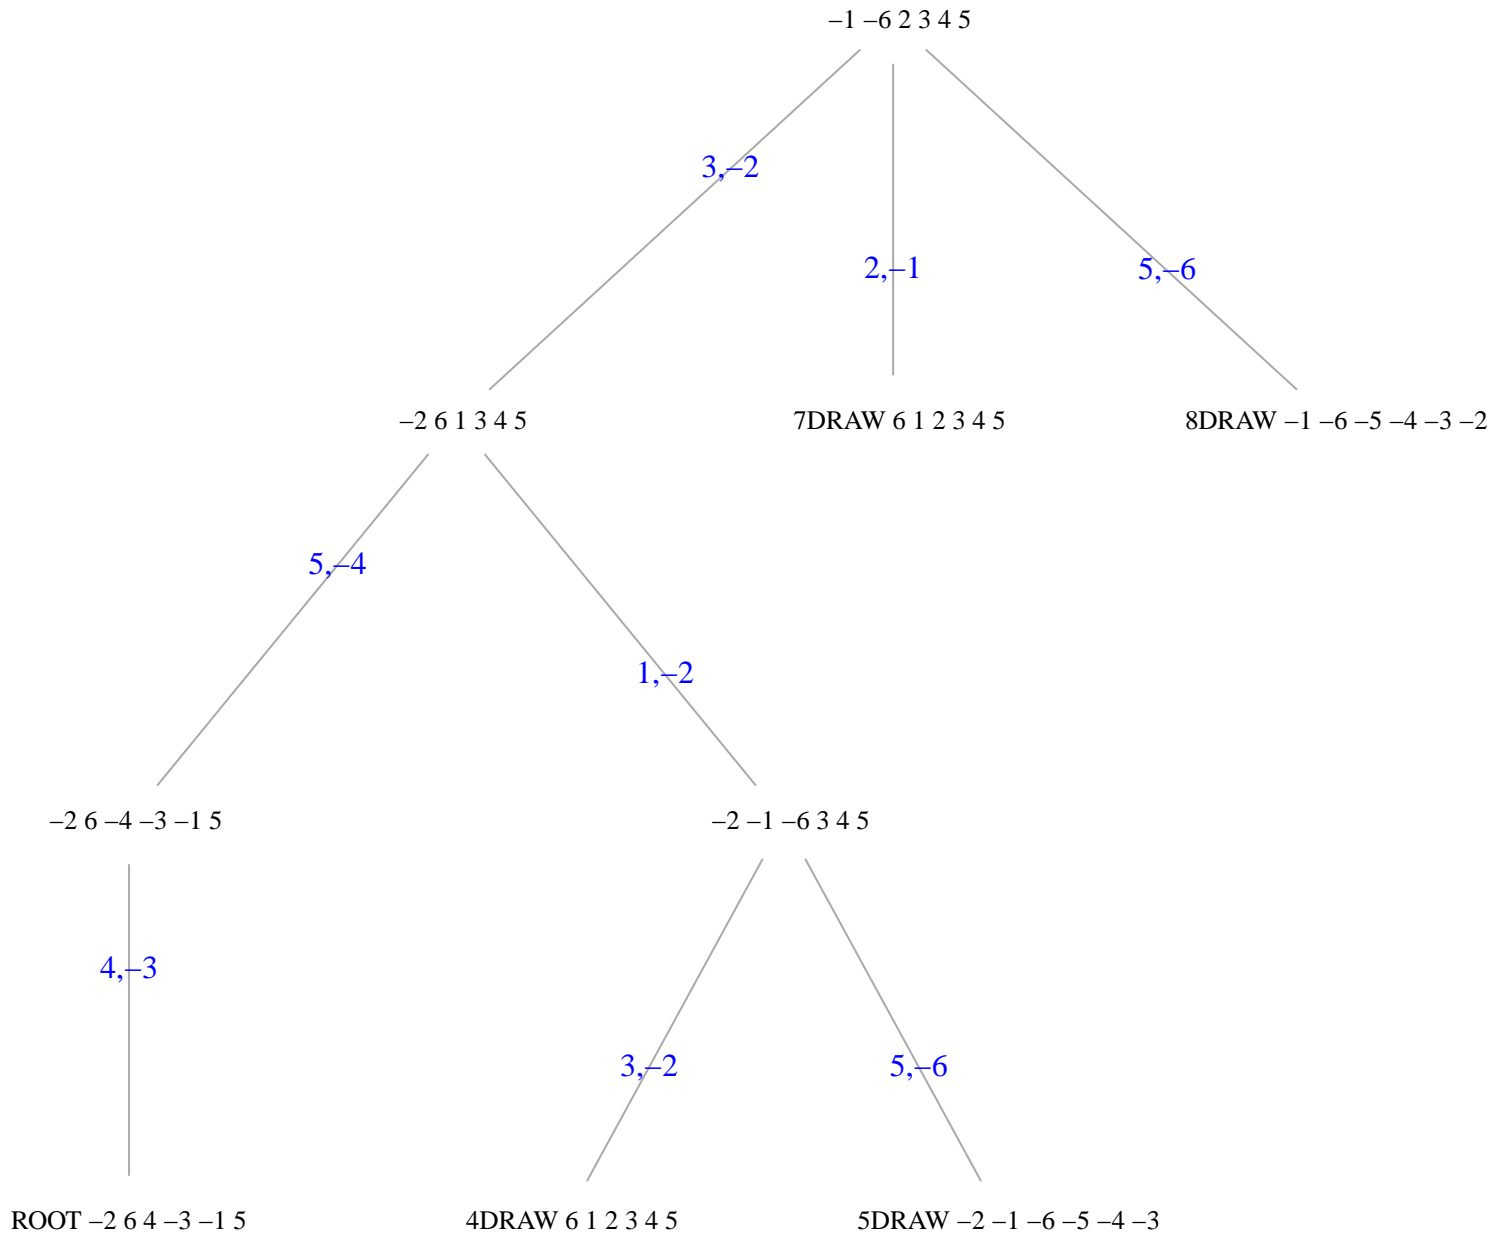 –1 –6 2 3 4 5
3,–2
2,–1
5,–6
–2 6 1 3 4 5
7DRAW 6 1 2 3 4 5
8DRAW –1 –6 –5 –4 –3 –2
5,–4
1,–2
–2 6 –4 –3 –1 5
–2 –1 –6 3 4 5
4,–3
3,–2
5,–6
ROOT –2 6 4 –3 –1 5
4DRAW 6 1 2 3 4 5
5DRAW –2 –1 –6 –5 –4 –3